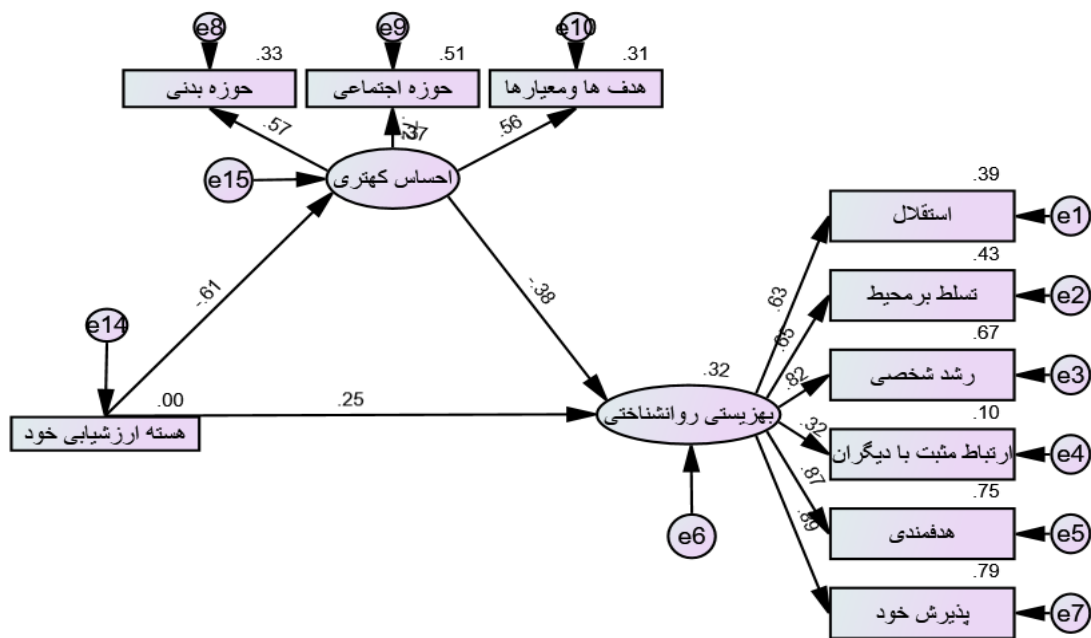 e8
e9
e10
.33
.51
.31
حوزه بدنی
حوزه اجتماعی
هدف ها ومعیارها
.57
.37
.56
e15
احساس کهتری
.39
استقلال
e1
-.61
-.38
.63
.43
تسلط برمحیط
e2
.65
e14
.67
رشد شخصی
e3
.82
.00
.25
.32
هسته ارزشیابی خود
بهزیستی روانشناختی
.10
.32
ارتباط مثبت با دیگران
e4
.87
.75
هدفمندی
e5
.89
e6
.79
پذیرش خود
e7